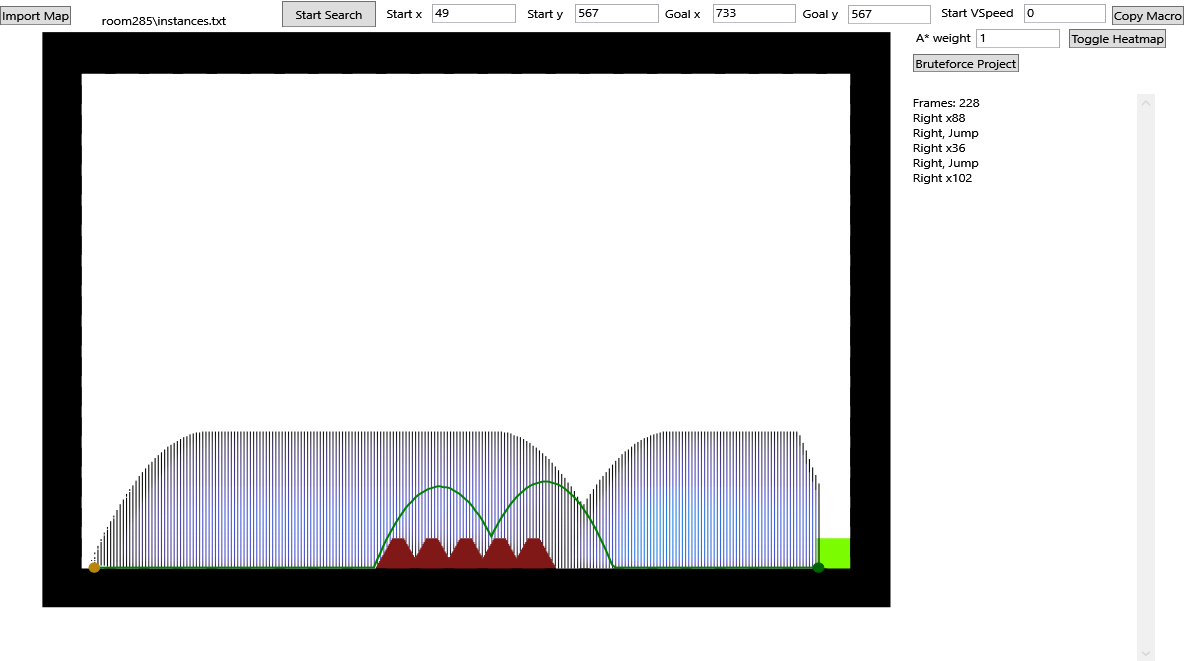 Import Map
room285\instances.txt
Start Search
Start x 49
Start y 567
Goal x 733
Goal y 567
Start VSpeed 0
Copy Macro
A* weight 1
Toggle Heatmap
Bruteforce Project
Frames: 228
Right x88
Right, Jump
Right x36
Right, Jump
Right x102